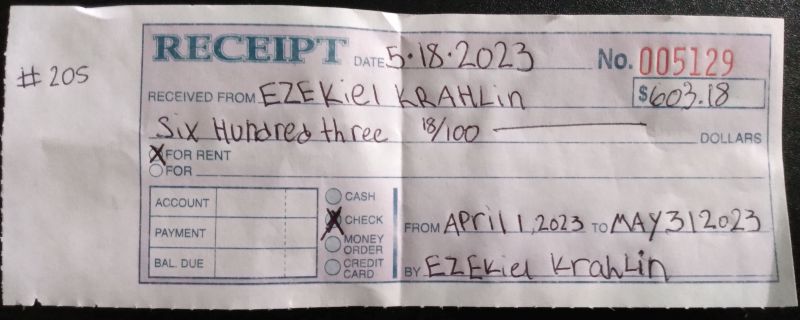 RECEIPT DATE 5·18·2023 No. 005129
# 205
RECEIVED FROM EZEKiel KRAHLin $603.18
Six Hundred three 18/100 DOLLARS
X FOR RENT
FOR
ACCOUNT
PAYMENT
BAL. DUE
CASH
X CHECK
MONEY ORDER
CREDIT CARD
FROM April 1, 2023 TO MAY 31 2023
BY EZEKiel Krahlin